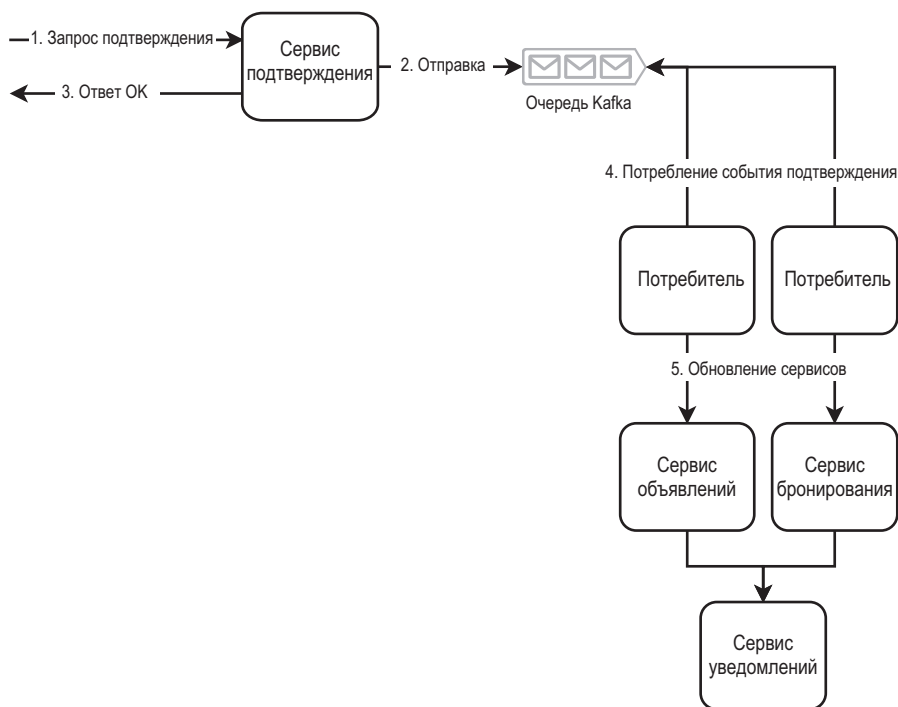 1. Запрос подтверждения
Сервис
подтверждения
2. Отправка
3. Ответ OK
Очередь Kafka
4. Потребление события подтверждения
Потребитель
Потребитель
5. Обновление сервисов
Сервис
объявлений
Сервис
бронирования
Сервис
уведомлений